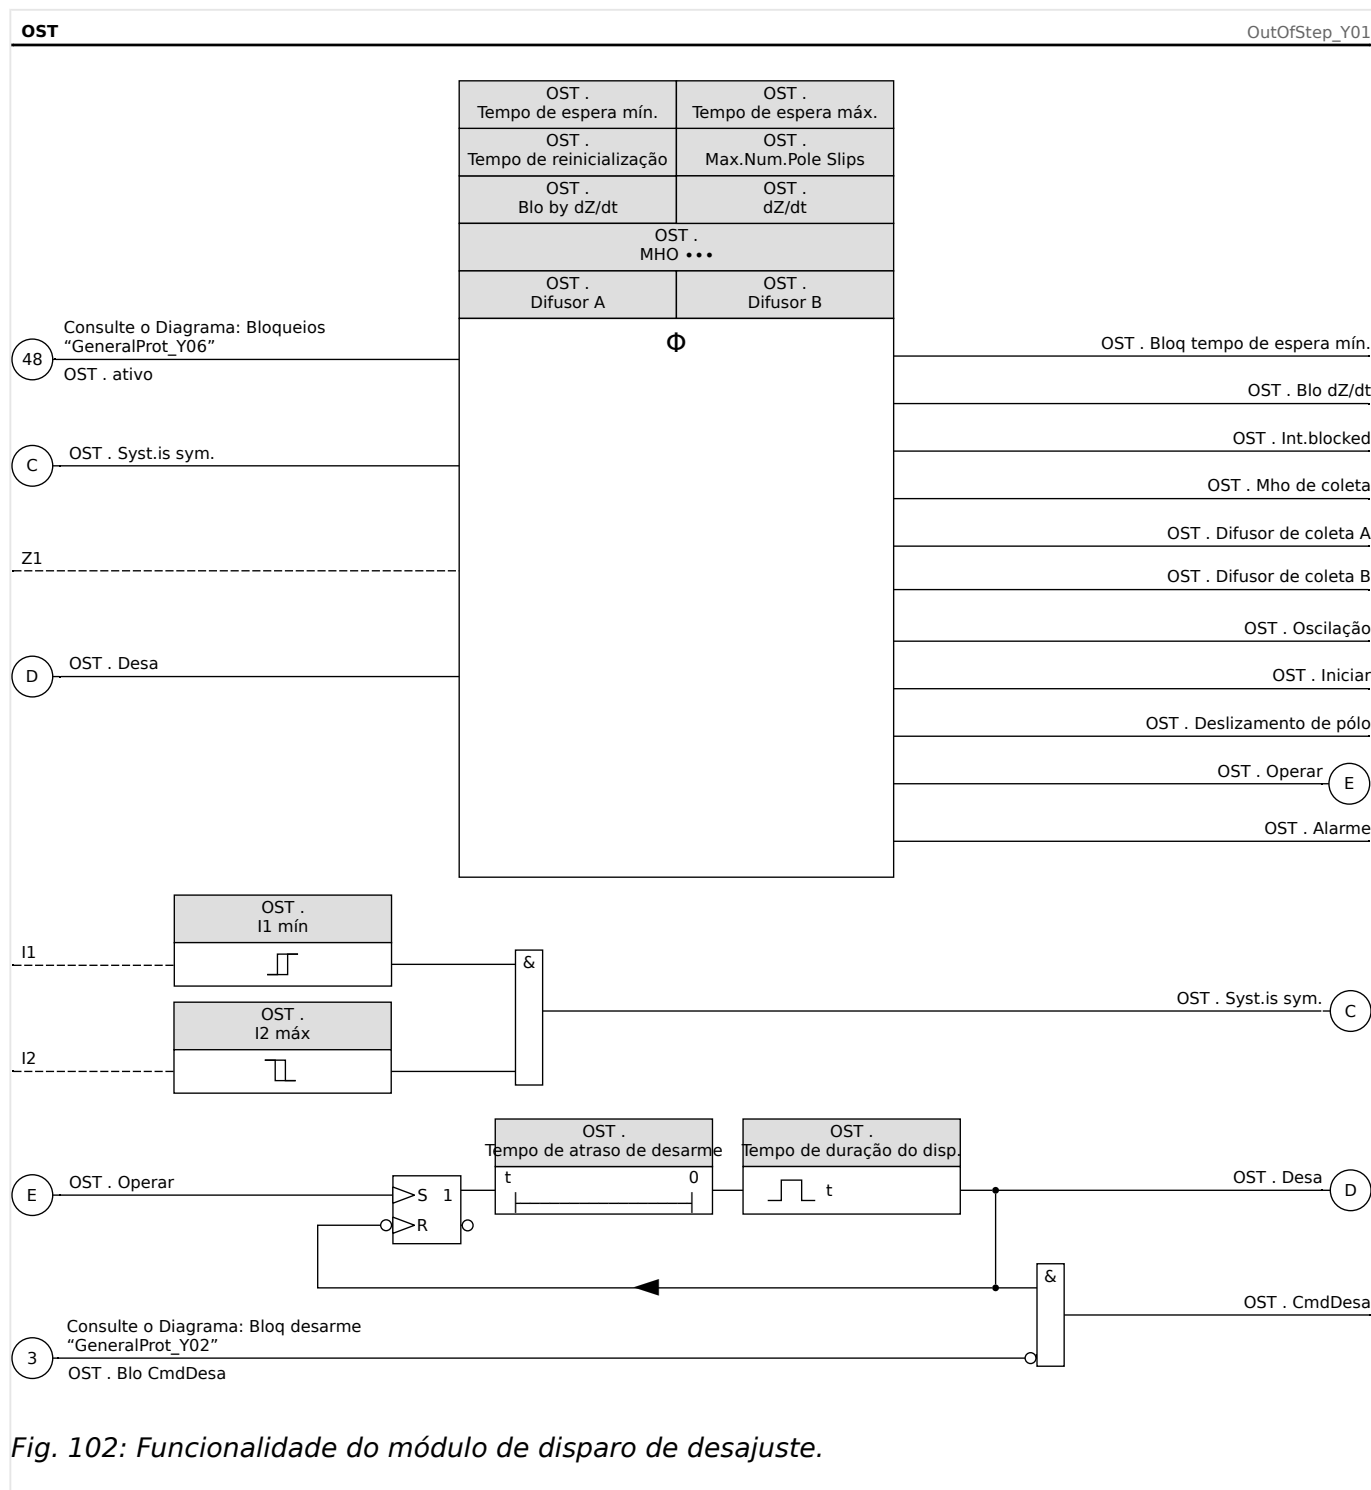 OST
OutOfStep_Y01
OST .
Tempo de espera mín.
OST .
Tempo de espera máx.
OST .
Tempo de reinicialização
OST .
Max.Num.Pole Slips
OST .
Blo by dZ/dt
OST .
dZ/dt
OST .
MHO •••
OST .
Difusor A
OST .
Difusor B
Φ
48
Consulte o Diagrama: Bloqueios
“GeneralProt_Y06”
OST . ativo
C
OST . Syst.is sym.
Z1
D
OST . Desa
OST . Bloq tempo de espera mín.
OST . Blo dZ/dt
OST . Int.blocked
OST . Mho de coleta
OST . Difusor de coleta A
OST . Difusor de coleta B
OST . Oscilação
OST . Iniciar
OST . Deslizamento de pólo
OST . Operar
E
OST . Alarme
OST .
I1 mín
I1
&
OST . Syst.is sym.
C
OST .
I2 máx
I2
OST .
Tempo de atraso de desarme
t 0
OST .
Tempo de duração do disp.
t
E
OST . Operar
S 1
R
OST . Desa
D
&
OST . CmdDesa
3
Consulte o Diagrama: Bloq desarme
“GeneralProt_Y02”
OST . Blo CmdDesa
Fig. 102: Funcionalidade do módulo de disparo de desajuste.